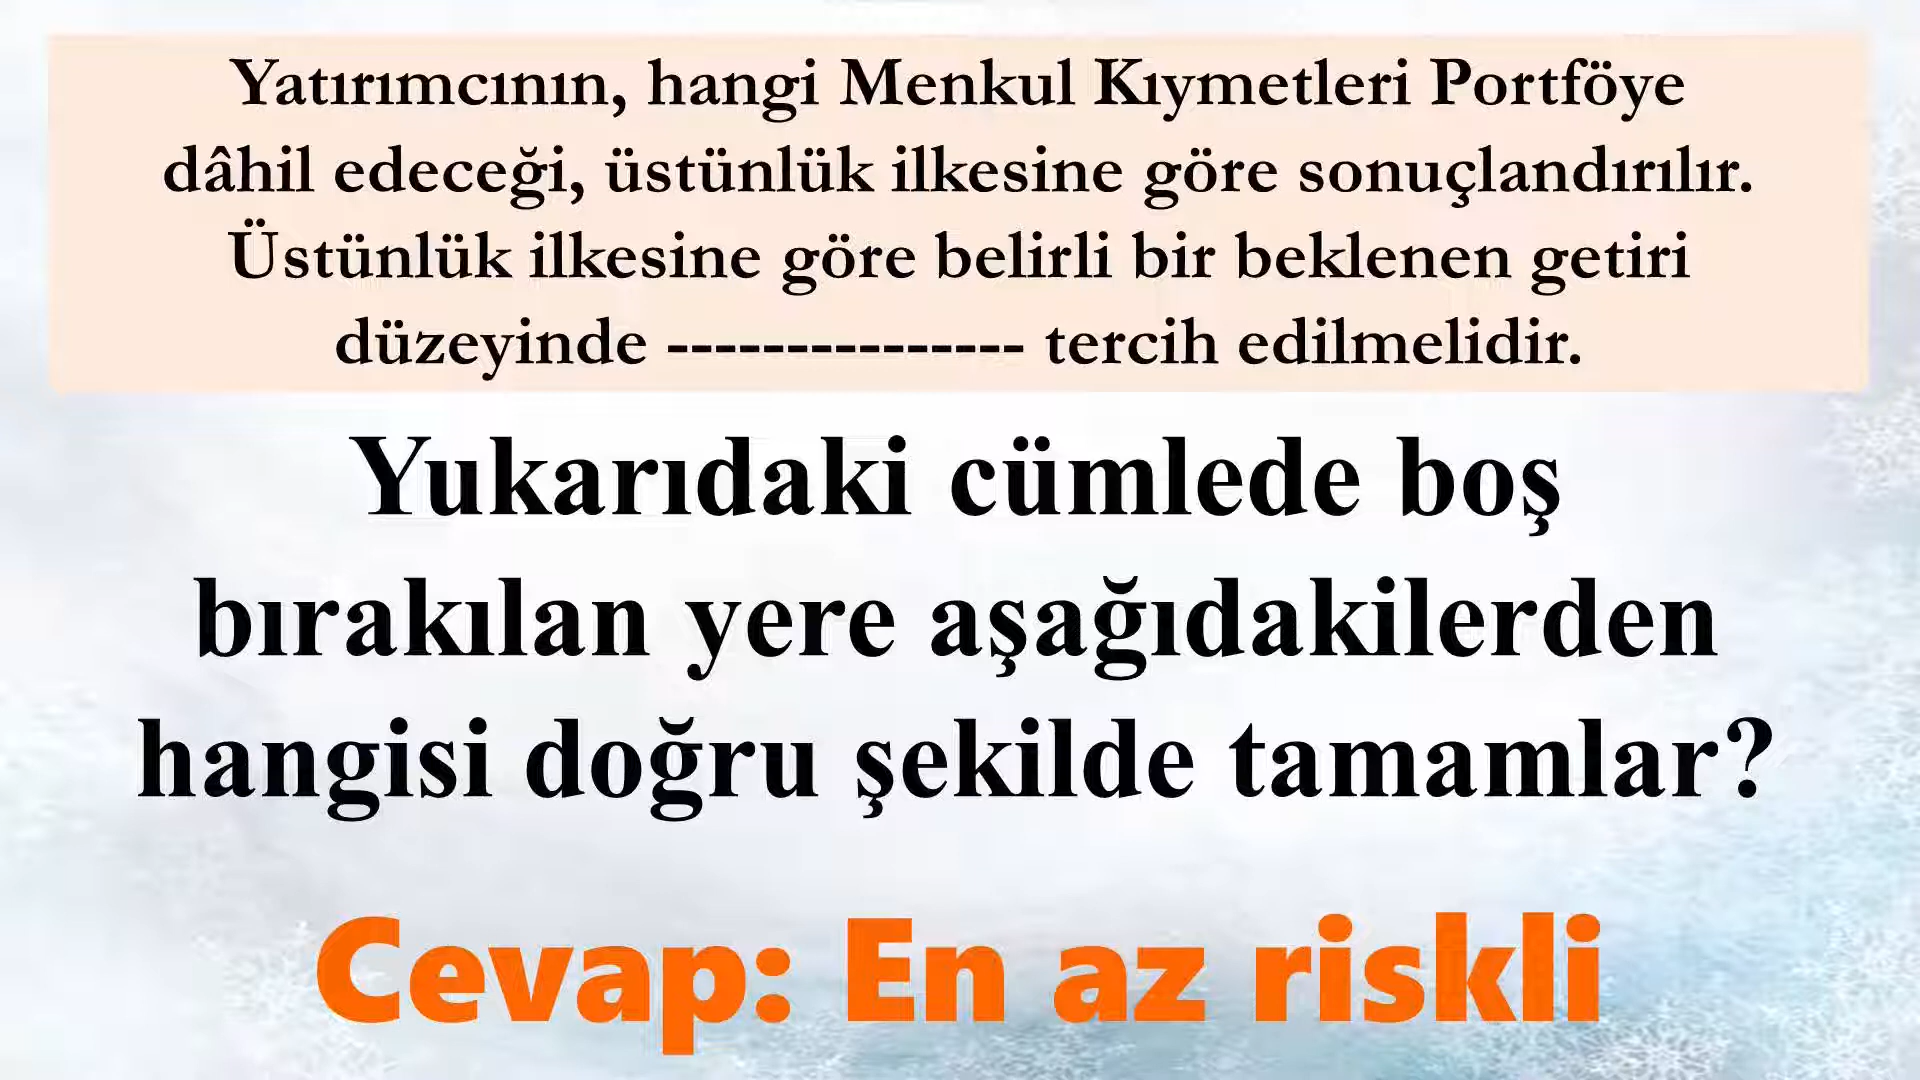 Yatırımcının, hangi Menkul Kıymetleri Portföye
dâhil edeceği, üstünlük ilkesine göre sonuçlandırılır.
Üstünlük ilkesine göre belirli bir beklenen getiri
düzeyinde --------------- tercih edilmelidir.
Yukarıdaki cümlede boş
bırakılan yere aşağıdakilerden
hangisi doğru şekilde tamamlar?
Cevap: En az riskli